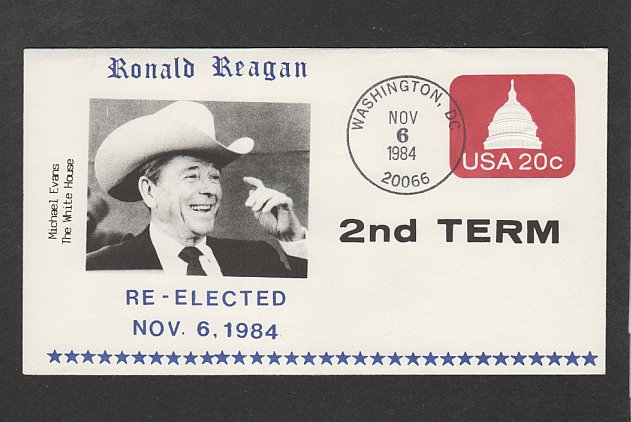 Ronald Reagan
Michael Evans
The White House
RE-ELECTED
NOV. 6, 1984
WASHINGTON, DC
NOV
6
1984
20066
USA 20c
2nd TERM